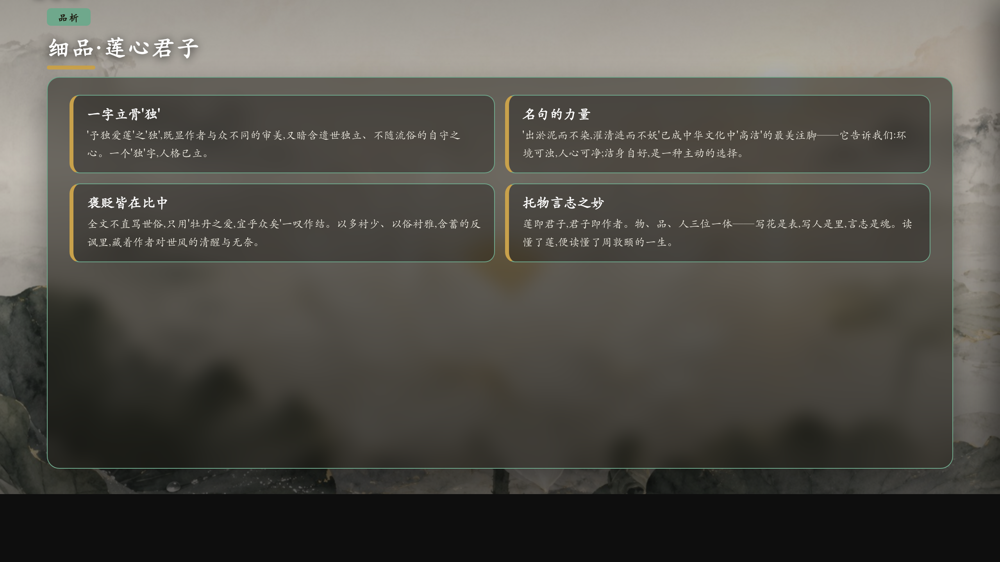 品析
细品·莲心君子
一字立骨'独'
'予独爱莲'之'独',既显作者与众不同的审美,又暗含遗世独立、不随流俗的自守之
心。一个'独'字,人格已立。
名句的力量
'出淤泥而不染,濯清涟而不妖'已成中华文化中'高洁'的最美注脚——它告诉我们:环
境可浊,人心可净;洁身自好,是一种主动的选择。
褒贬皆在比中
全文不直骂世俗,只用'牡丹之爱,宜乎众矣'一叹作结。以多衬少、以俗衬雅,含蓄的反
讽里,藏着作者对世风的清醒与无奈。
托物言志之妙
莲即君子,君子即作者。物、品、人三位一体——写花是表,写人是里,言志是魂。读
懂了莲,便读懂了周敦颐的一生。